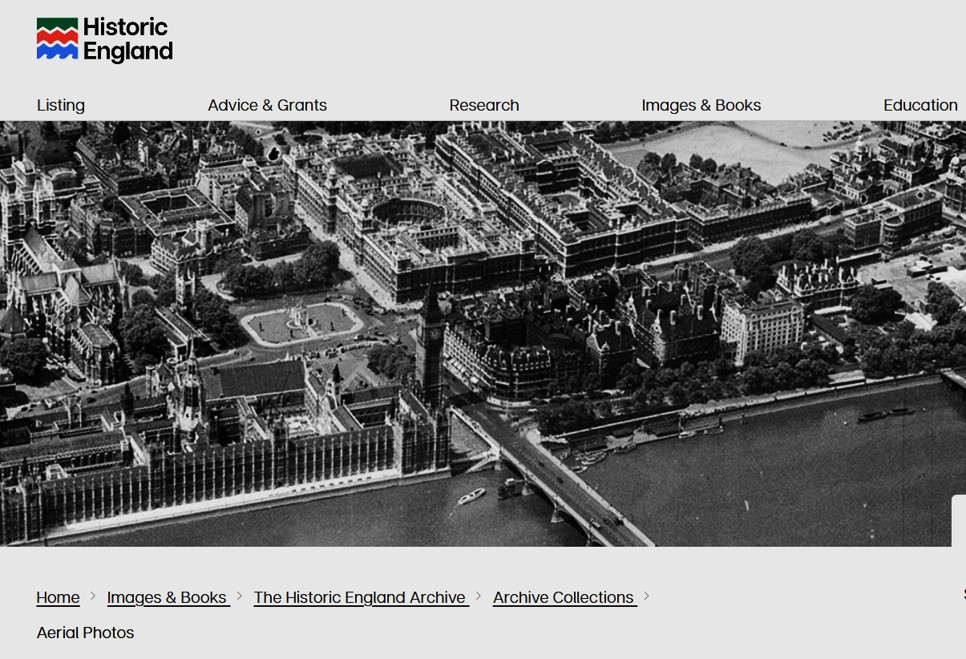 Historic
England
Listing Advice & Grants Research Images & Books Education
Home > Images & Books > The Historic England Archive > Archive Collections >
Aerial Photos